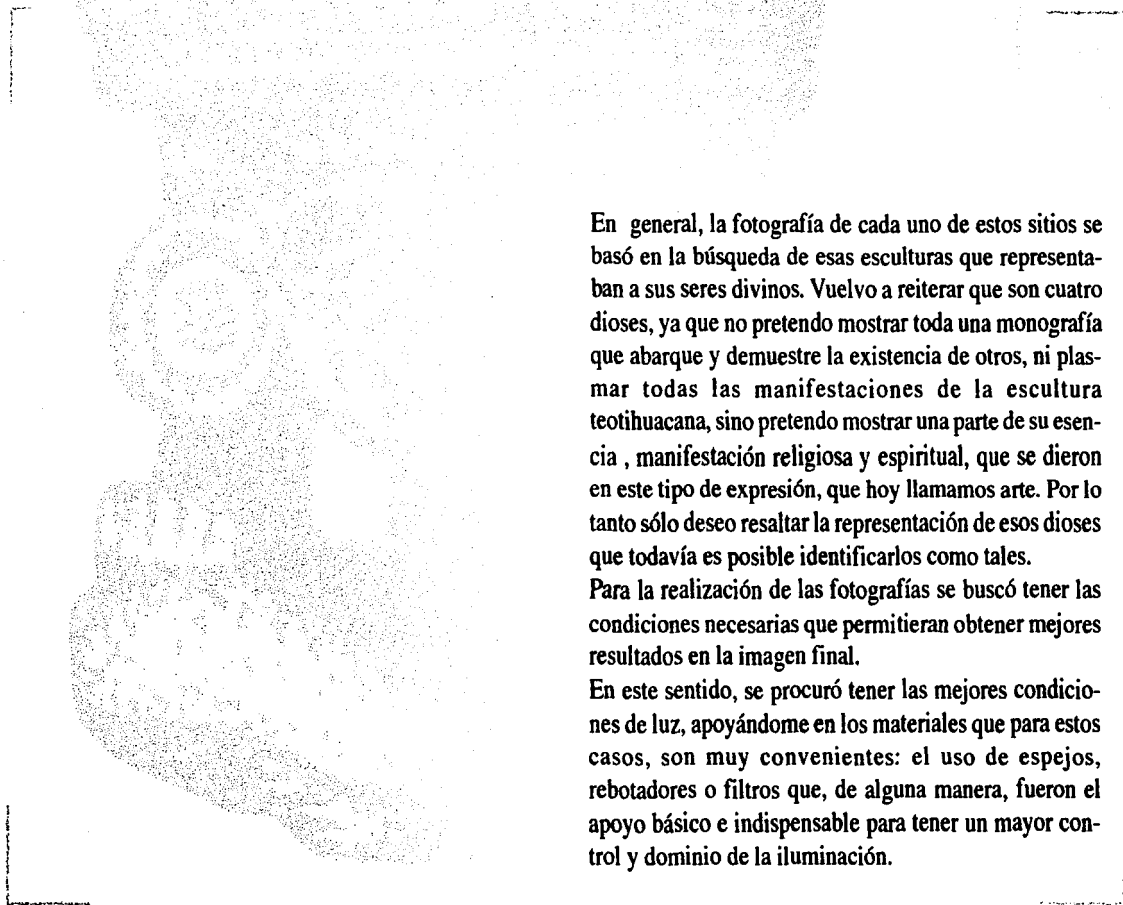 En general, la fotografía de cada uno de estos sitios se
basó en la búsqueda de esas esculturas que representa-
ban a sus seres divinos. Vuelvo a reiterar que son cuatro
dioses, ya que no pretendo mostrar toda una monografía
que abarque y demuestre la existencia de otros, ni plas-
mar todas las manifestaciones de la escultura
teotihuacana, sino pretendo mostrar una parte de su esen-
cia , manifestación religiosa y espiritual, que se dieron
en este tipo de expresión, que hoy llamamos arte. Por lo
tanto sólo deseo resaltar la representación de esos dioses
que todavía es posible identificarlos como tales.
Para la realización de las fotografías se buscó tener las
condiciones necesarias que permitieran obtener mejores
resultados en la imagen final.
En este sentido, se procuró tener las mejores condicio-
nes de luz, apoyándome en los materiales que para estos
casos, son muy convenientes: el uso de espejos,
rebotadores o filtros que, de alguna manera, fueron el
apoyo básico e indispensable para tener un mayor con-
trol y dominio de la iluminación.